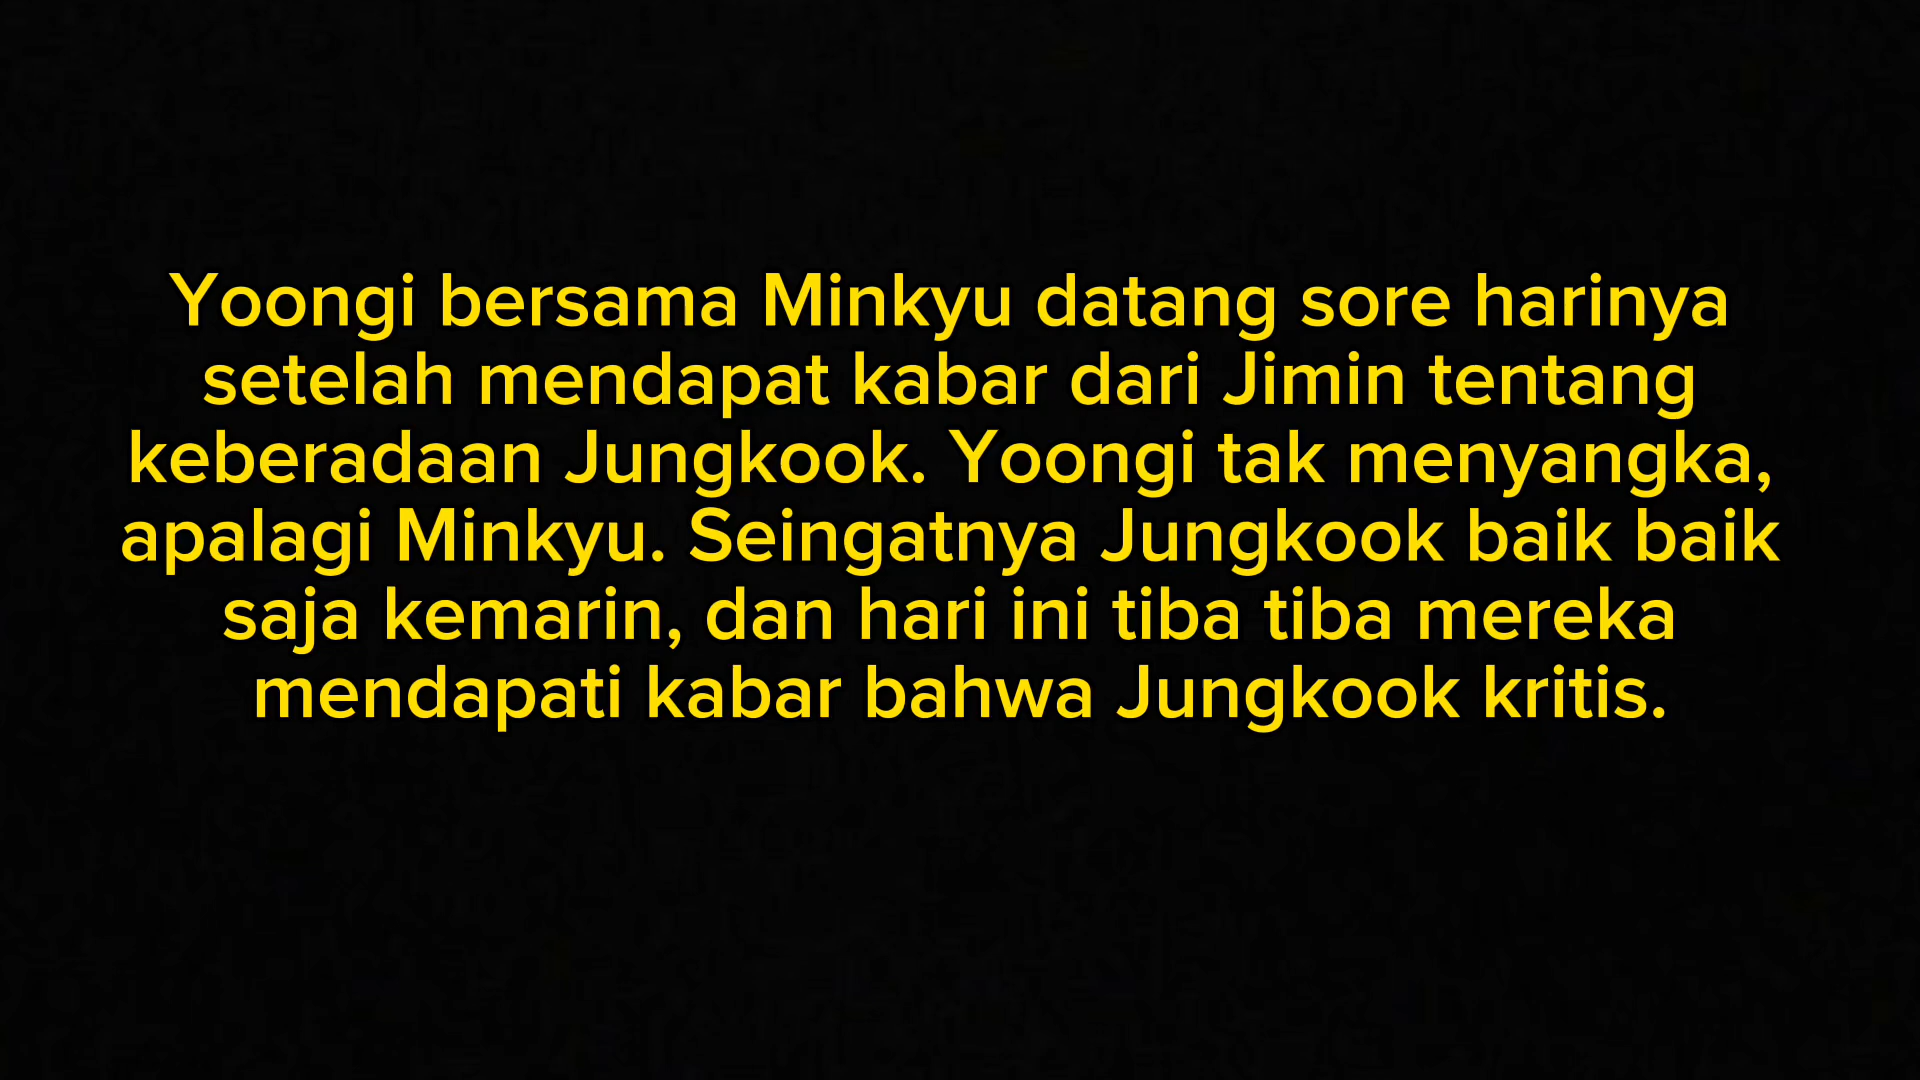 Yoongi bersama Minkyu datang sore harinya
setelah mendapat kabar dari Jimin tentang
keberadaan Jungkook. Yoongi tak menyangka,
apalagi Minkyu. Seingatnya Jungkook baik baik
saja kemarin, dan hari ini tiba tiba mereka
mendapati kabar bahwa Jungkook kritis.